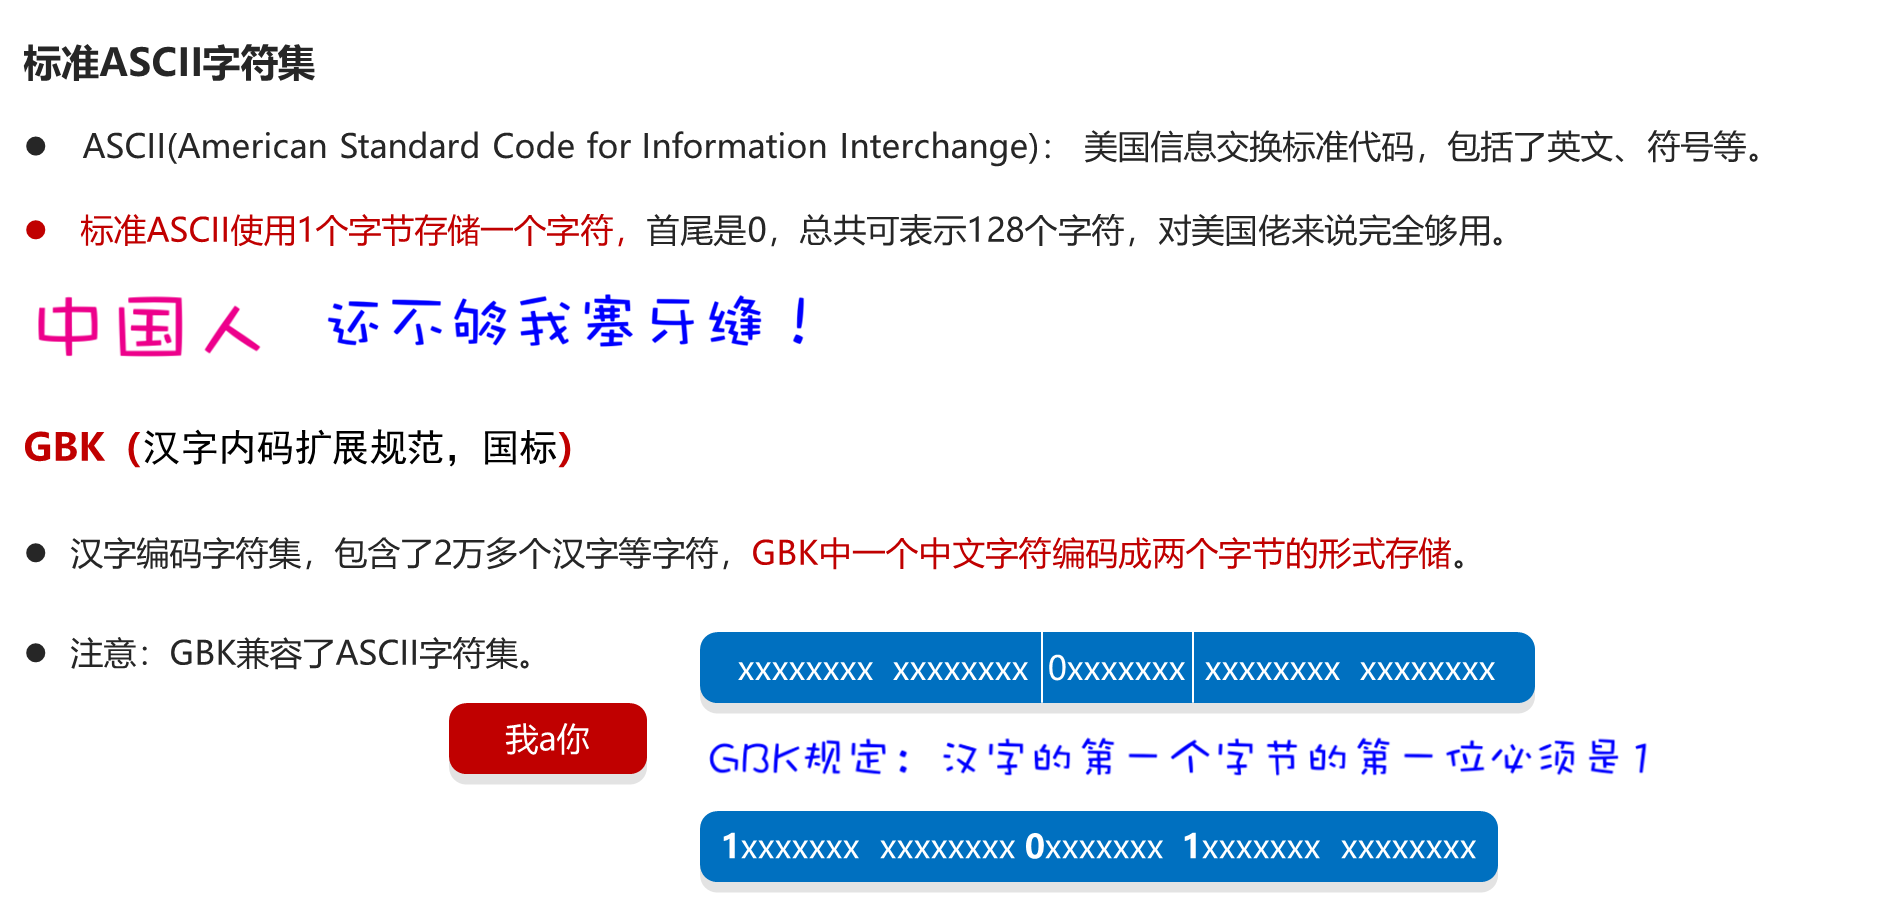 标准ASCII字符集
● ASCII(American Standard Code for Information Interchange)： 美国信息交换标准代码，包括了英文、符号等。
● 标准ASCII使用1个字节存储一个字符，首尾是0，总共可表示128个字符，对美国佬来说完全够用。
中国人 还不够我塞牙缝！
GBK（汉字内码扩展规范，国标）
● 汉字编码字符集，包含了2万多个汉字等字符，GBK中一个中文字符编码成两个字节的形式存储。
● 注意：GBK兼容了ASCII字符集。
xxxxxxxx xxxxxxxx 0xxxxxxx xxxxxxxx xxxxxxxx
我a你
GBK规定：汉字的第一个字节的第一位必须是1
1xxxxxxx xxxxxxxx 0xxxxxxx 1xxxxxxx xxxxxxxx